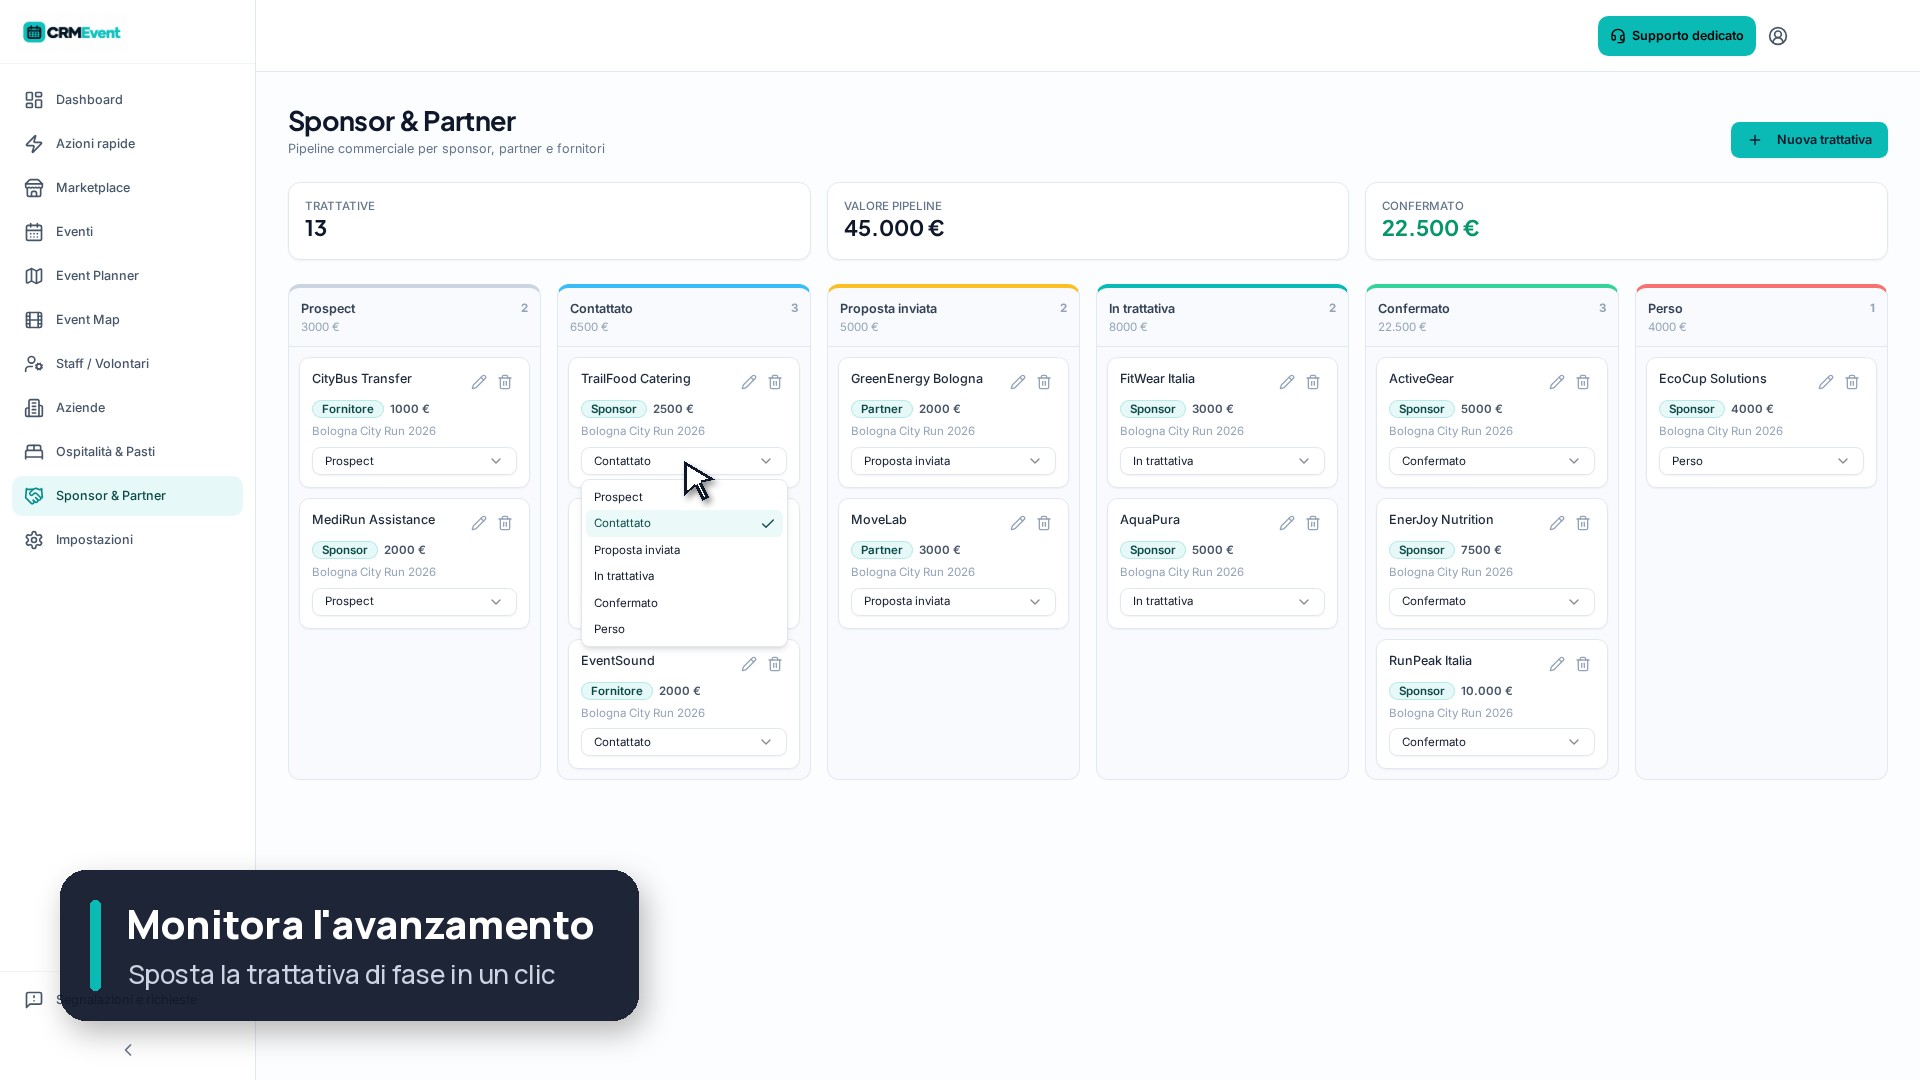 CRMEvent
Supporto dedicato
Dashboard
Azioni rapide
Marketplace
Eventi
Event Planner
Event Map
Staff / Volontari
Aziende
Ospitalità & Pasti
Sponsor & Partner
Impostazioni
Segnalazioni e richieste
Sponsor & Partner
Pipeline commerciale per sponsor, partner e fornitori
Nuova trattativa
TRATTATIVE
13
VALORE PIPELINE
45.000 €
CONFERMATO
22.500 €
Prospect 2
3000 €
CityBus Transfer
Fornitore 1000 €
Bologna City Run 2026
Prospect
MediRun Assistance
Sponsor 2000 €
Bologna City Run 2026
Prospect
Contattato 3
6500 €
TrailFood Catering
Sponsor 2500 €
Bologna City Run 2026
Contattato
Prospect
Contattato
Proposta inviata
In trattativa
Confermato
Perso
EventSound
Fornitore 2000 €
Bologna City Run 2026
Contattato
Proposta inviata 2
5000 €
GreenEnergy Bologna
Partner 2000 €
Bologna City Run 2026
Proposta inviata
MoveLab
Partner 3000 €
Bologna City Run 2026
Proposta inviata
In trattativa 2
8000 €
FitWear Italia
Sponsor 3000 €
Bologna City Run 2026
In trattativa
AquaPura
Sponsor 5000 €
Bologna City Run 2026
In trattativa
Confermato 3
22.500 €
ActiveGear
Sponsor 5000 €
Bologna City Run 2026
Confermato
EnerJoy Nutrition
Sponsor 7500 €
Bologna City Run 2026
Confermato
RunPeak Italia
Sponsor 10.000 €
Bologna City Run 2026
Confermato
Perso 1
4000 €
EcoCup Solutions
Sponsor 4000 €
Bologna City Run 2026
Perso
Monitora l'avanzamento
Sposta la trattativa di fase in un clic